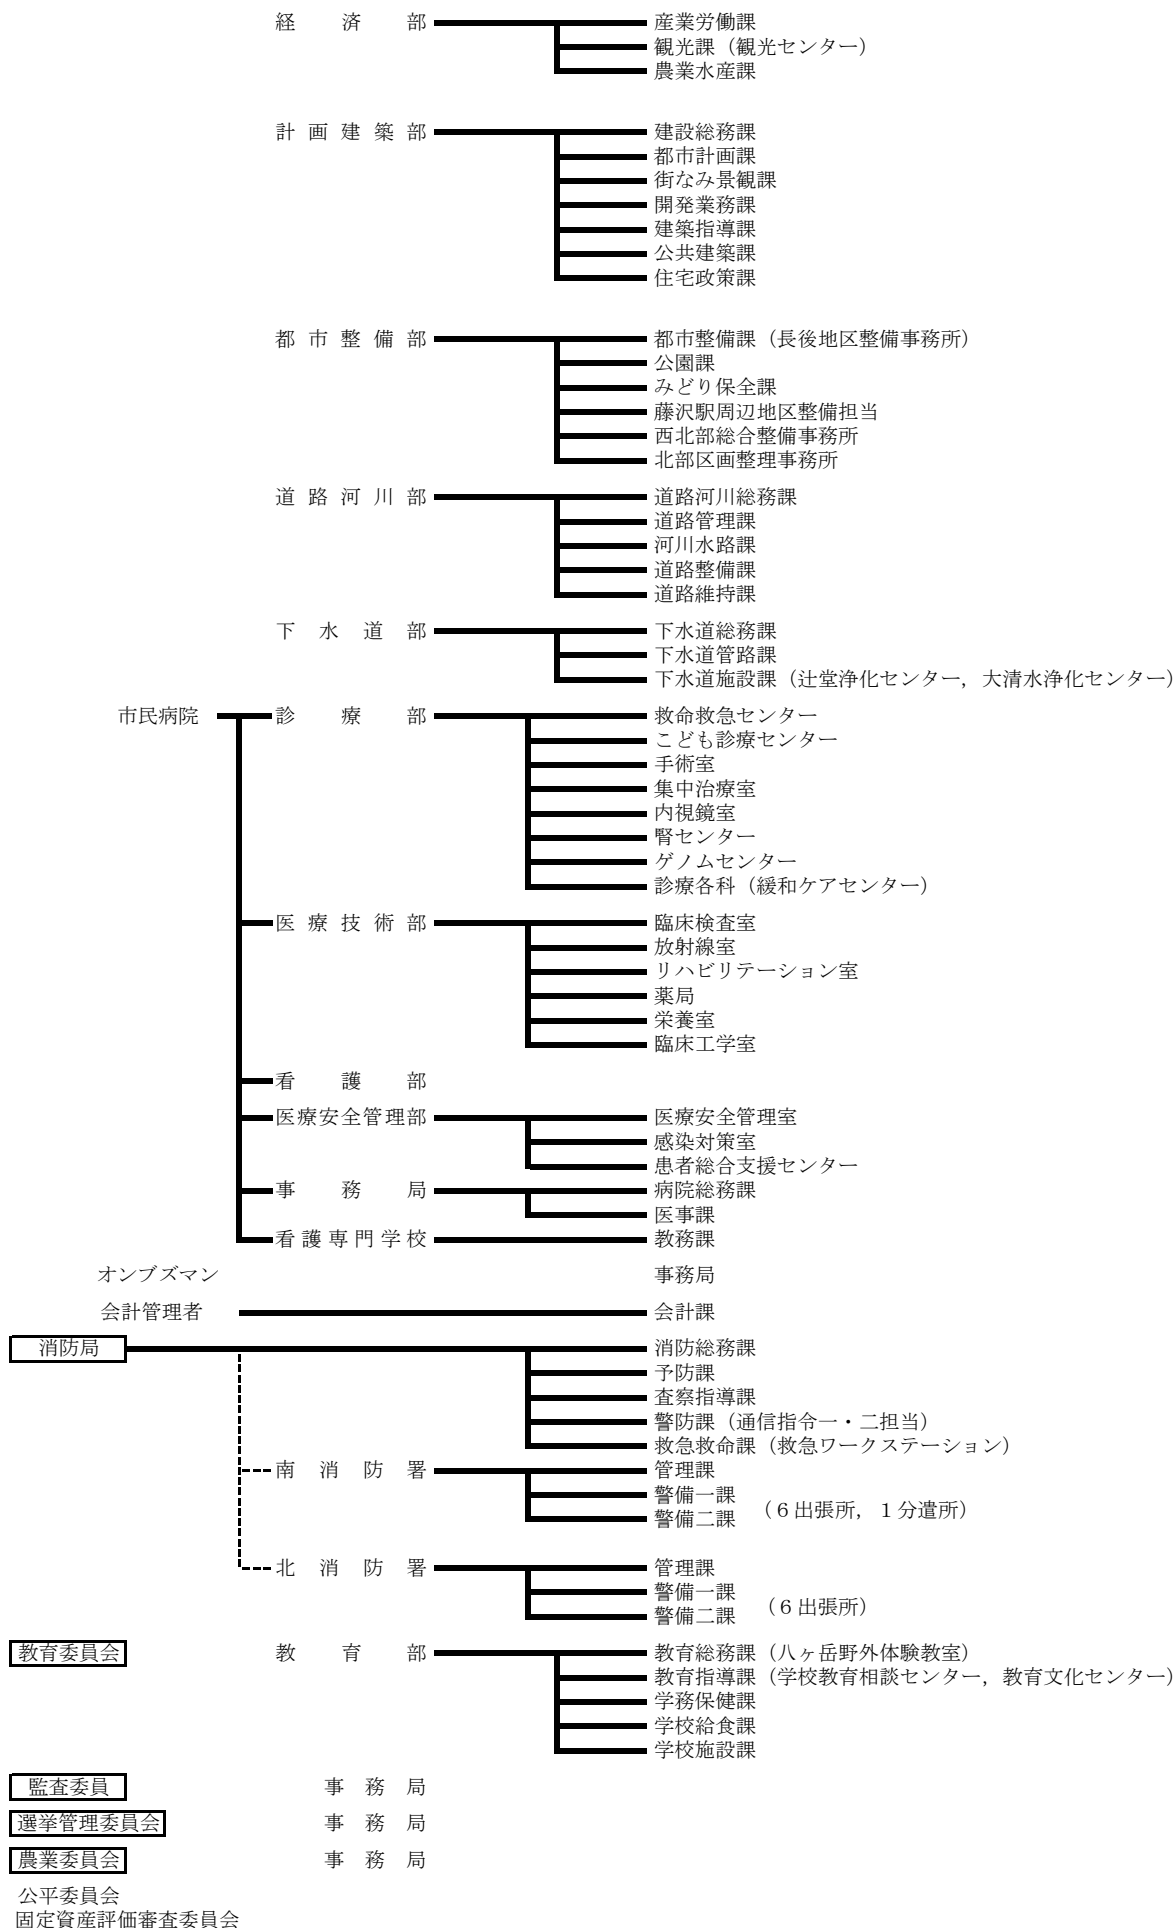 経済部 産業労働課
観光課（観光センター）
農業水産課
計画建築部 建設総務課
都市計画課
街なみ景観課
開発業務課
建築指導課
公共建築課
住宅政策課
都市整備部 都市整備課（長後地区整備事務所）
公園課
みどり保全課
藤沢駅周辺地区整備担当
西北部総合整備事務所
北部区画整理事務所
道路河川部 道路河川総務課
道路管理課
河川水路課
道路整備課
道路維持課
下水道部 下水道総務課
下水道管路課
下水道施設課（辻堂浄化センター，大清水浄化センター）
市民病院 診療部 救命救急センター
こども診療センター
手術室
集中治療室
内視鏡室
腎センター
ゲノムセンター
診療各科（緩和ケアセンター）
医療技術部 臨床検査室
放射線室
リハビリテーション室
薬局
栄養室
臨床工学室
看護部
医療安全管理部 医療安全管理室
感染対策室
患者総合支援センター
事務局 病院総務課
医事課
看護専門学校 教務課
オンブズマン 事務局
会計管理者 会計課
消防局 消防総務課
予防課
査察指導課
警防課（通信指令一・二担当）
救急救命課（救急ワークステーション）
南消防署 管理課
警備一課
警備二課 （６出張所，１分遣所）
北消防署 管理課
警備一課
警備二課 （６出張所）
教育委員会 教育部 教育総務課（八ヶ岳野外体験教室）
教育指導課（学校教育相談センター，教育文化センター）
学務保健課
学校給食課
学校施設課
監査委員 事務局
選挙管理委員会 事務局
農業委員会 事務局
公平委員会
固定資産評価審査委員会